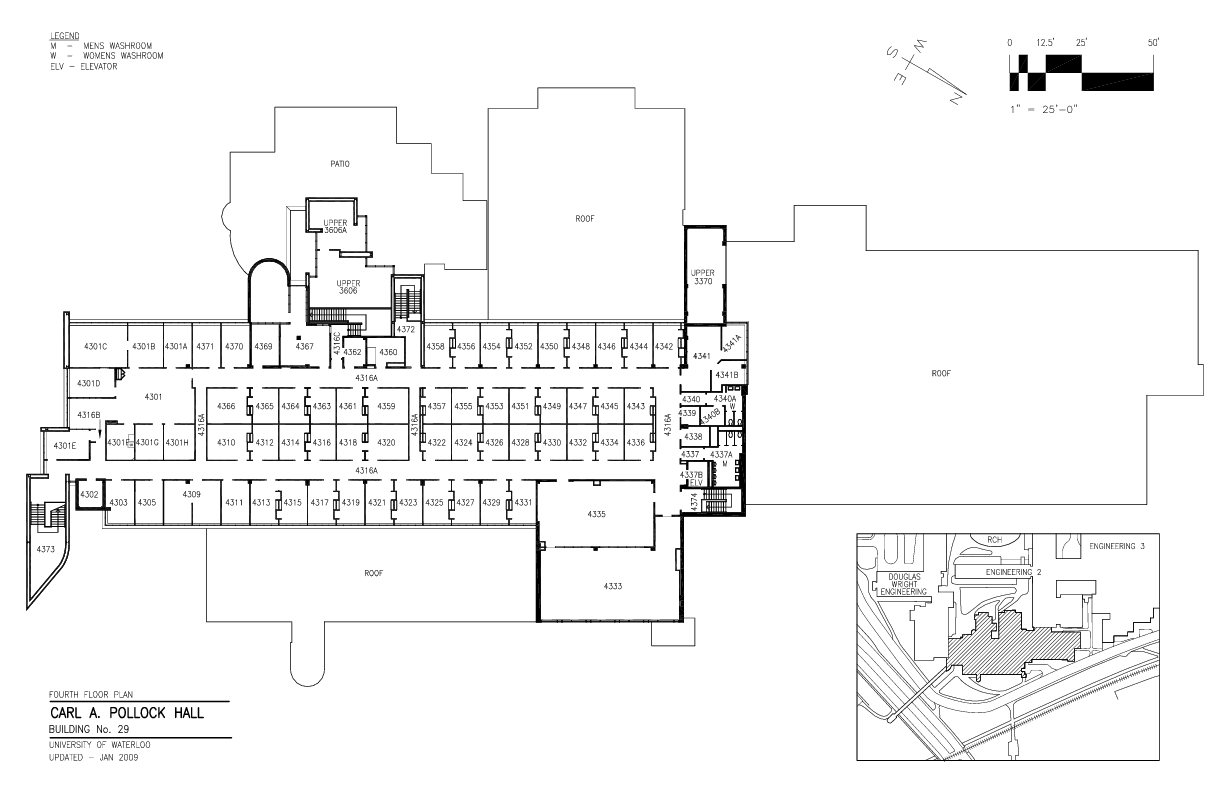 LEGEND
M – MENS WASHROOM
W – WOMENS WASHROOM
ELV – ELEVATOR
S W E N
0 12.5' 25' 50'
1" = 25'-0"
PATIO
ROOF
UPPER
3606A
UPPER
3606
UPPER
3370
ROOF
4372
4301C 4301B 4301A 4371 4370 4369 4367 4316C 4362 4360 4358 4356 4354 4352 4350 4348 4346 4344 4342 4341 4341A
4316A
4341B
4301D
4301
4316B
4316A
4366 4365 4364 4363 4361 4359
4316A
4357 4355 4353 4351 4349 4347 4345 4343
4316A
4340 4340A
W
4339 4340B
4301E
4301F 4301G 4301H
4310 4312 4314 4316 4318 4320 4322 4324 4326 4328 4330 4332 4334 4336
4338
4337 4337A
M
4316A
4337B
ELV
4302 4303 4305 4309 4311 4313 4315 4317 4319 4321 4323 4325 4327 4329 4331
4374
4335
4373
ROOF
4333
RCH
ENGINEERING 3
ENGINEERING 2
DOUGLAS
WRIGHT
ENGINEERING
FOURTH FLOOR PLAN
CARL A. POLLOCK HALL
BUILDING No. 29
UNIVERSITY OF WATERLOO
UPDATED – JAN 2009